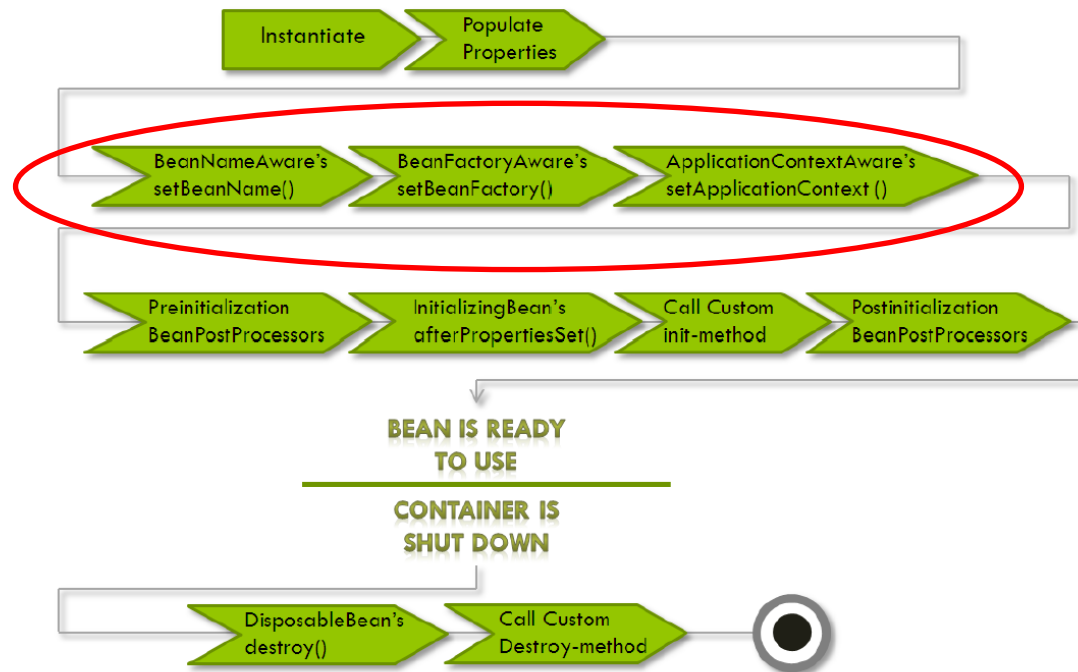 Instantiate
Populate
Properties
BeanNameAware's
setBeanName()
BeanFactoryAware's
setBeanFactory()
ApplicationContextAware's
setApplicationContext ()
Preinitialization
BeanPostProcessors
InitializingBean's
afterPropertiesSet()
Call Custom
init-method
Postinitialization
BeanPostProcessors
BEAN IS READY
TO USE
CONTAINER IS
SHUT DOWN
DisposableBean's
destroy()
Call Custom
Destroy-method